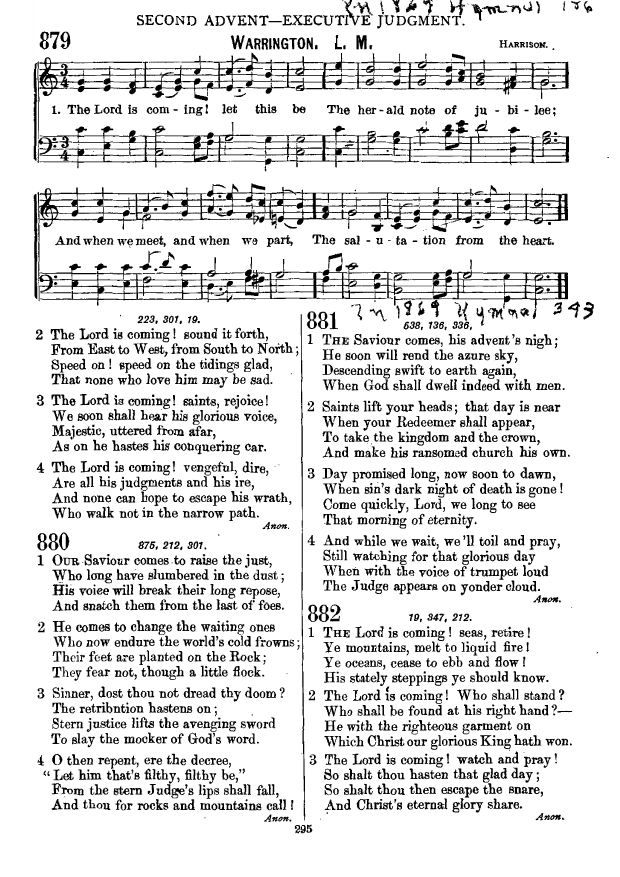 In 1869 Hymnal 186
SECOND ADVENT—EXECUTIVE JUDGMENT.
879
WARRINGTON. L. M.
HARRISON.
1. The Lord is com - ing! let this be The her-ald note of ju - bi - lee;
And when we meet, and when we part, The sal - u - ta - tion from the heart.
223, 301, 19.
2 The Lord is coming! sound it forth,
From East to West, from South to North;
Speed on! speed on the tidings glad,
That none who love him may be sad.
3 The Lord is coming! saints, rejoice!
We soon shall hear his glorious voice,
Majestic, uttered from afar,
As on he hastes his conquering car.
4 The Lord is coming! vengeful, dire,
Are all his judgments and his ire,
And none can hope to escape his wrath,
Who walk not in the narrow path.
Anon.
880
875, 212, 301.
1 OUR Saviour comes to raise the just,
Who long have slumbered in the dust;
His voice will break their long repose,
And snatch them from the last of foes.
2 He comes to change the waiting ones
Who now endure the world's cold frowns;
Their feet are planted on the Rock;
They fear not, though a little flock.
3 Sinner, dost thou not dread thy doom?
The retribntion hastens on;
Stern justice lifts the avenging sword
To slay the mocker of God's word.
4 O then repent, ere the decree,
"Let him that's filthy, filthy be,"
From the stern Judge's lips shall fall,
And thou for rocks and mountains call!
Anon.
881
In 1869 Hymnal 393
638, 136, 336,
1 THE Saviour comes, his advent's nigh;
He soon will rend the azure sky,
Descending swift to earth again,
When God shall dwell indeed with men.
2 Saints lift your heads; that day is near
When your Redeemer shall appear,
To take the kingdom and the crown,
And make his ransomed church his own.
3 Day promised long, now soon to dawn,
When sin's dark night of death is gone!
Come quickly, Lord, we long to see
That morning of eternity.
4 And while we wait, we'll toil and pray,
Still watching for that glorious day
When with the voice of trumpet loud
The Judge appears on yonder cloud.
Anon.
882
19, 347, 212.
1 THE Lord is coming! seas, retire!
Ye mountains, melt to liquid fire!
Ye oceans, cease to ebb and flow!
His stately steppings ye should know.
2 The Lord is coming! Who shall stand?
Who shall be found at his right hand?—
He with the righteous garment on
Which Christ our glorious King hath won.
3 The Lord is coming! watch and pray!
So shalt thou hasten that glad day;
So shalt thou then escape the snare,
And Christ's eternal glory share.
Anon.
295